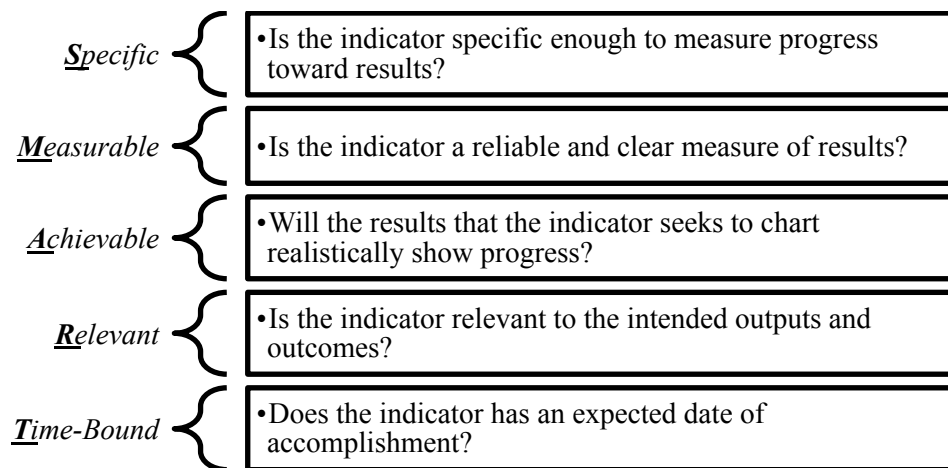 Specific
•Is the indicator specific enough to measure progress
toward results?
Measurable
•Is the indicator a reliable and clear measure of results?
Achievable
•Will the results that the indicator seeks to chart
realistically show progress?
Relevant
•Is the indicator relevant to the intended outputs and
outcomes?
Time-Bound
•Does the indicator has an expected date of
accomplishment?